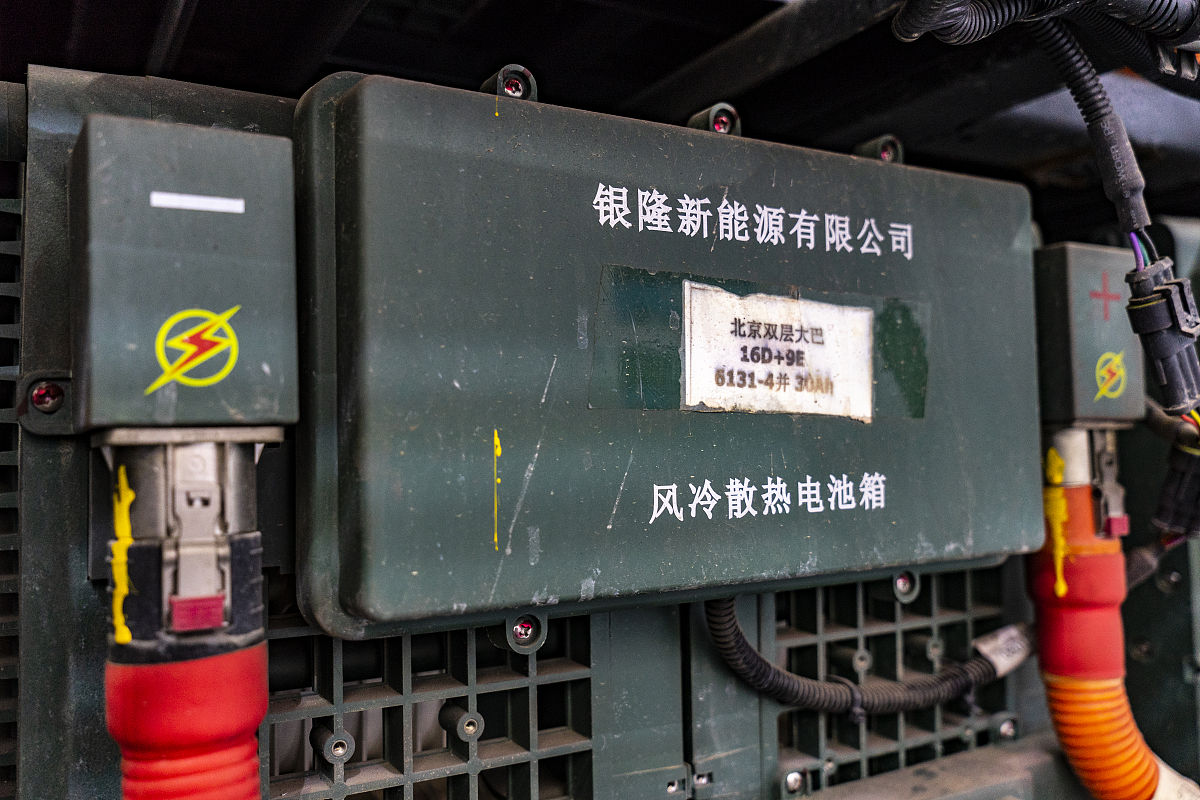 银隆新能源有限公司
北京双层大巴
16D+9E
6131-4并 30Ah
风冷散热电池箱